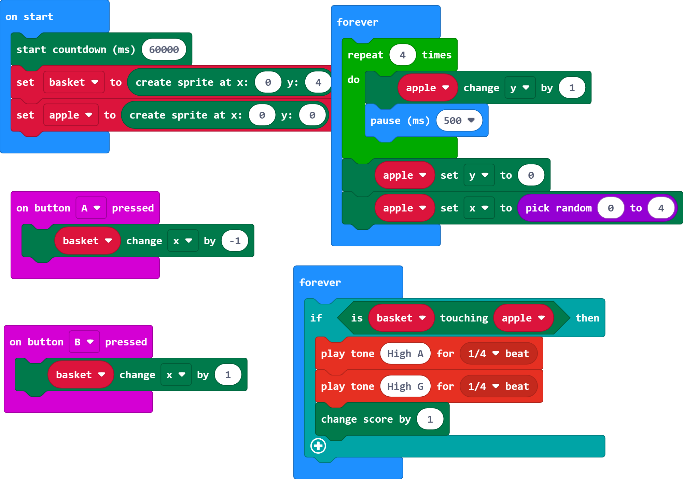 on start
start countdown (ms) 60000
set basket to create sprite at x: 0 y: 4
set apple to create sprite at x: 0 y: 0
forever
repeat 4 times
do
apple change y by 1
pause (ms) 500
apple set y to 0
apple set x to pick random 0 to 4
on button A pressed
basket change x by -1
on button B pressed
basket change x by 1
forever
if is basket touching apple then
play tone High A for 1/4 beat
play tone High G for 1/4 beat
change score by 1